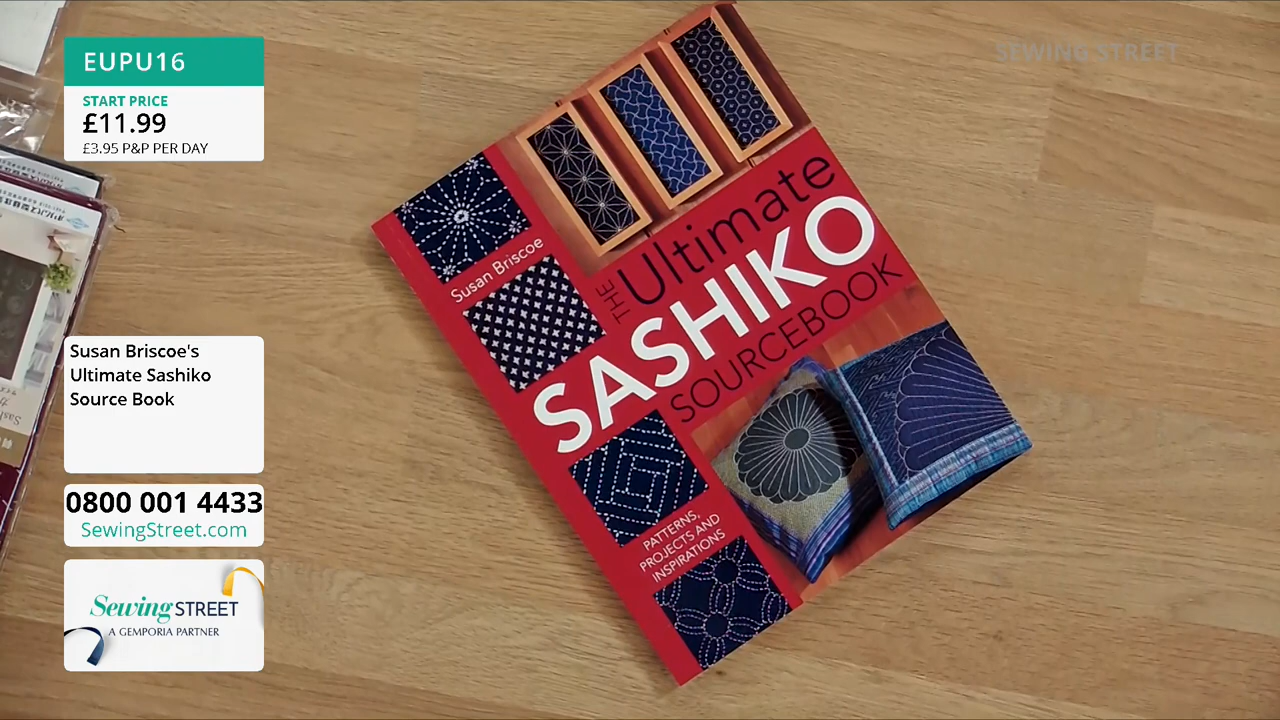 EUPU16
START PRICE
£11.99
£3.95 P&P PER DAY
Susan Briscoe's
Ultimate Sashiko
Source Book
0800 001 4433
SewingStreet.com
Sewing STREET
A GEMPORIA PARTNER
SEWING STREET
Susan Briscoe
THE Ultimate
SASHIKO
SOURCEBOOK
PATTERNS,
PROJECTS AND
INSPIRATIONS